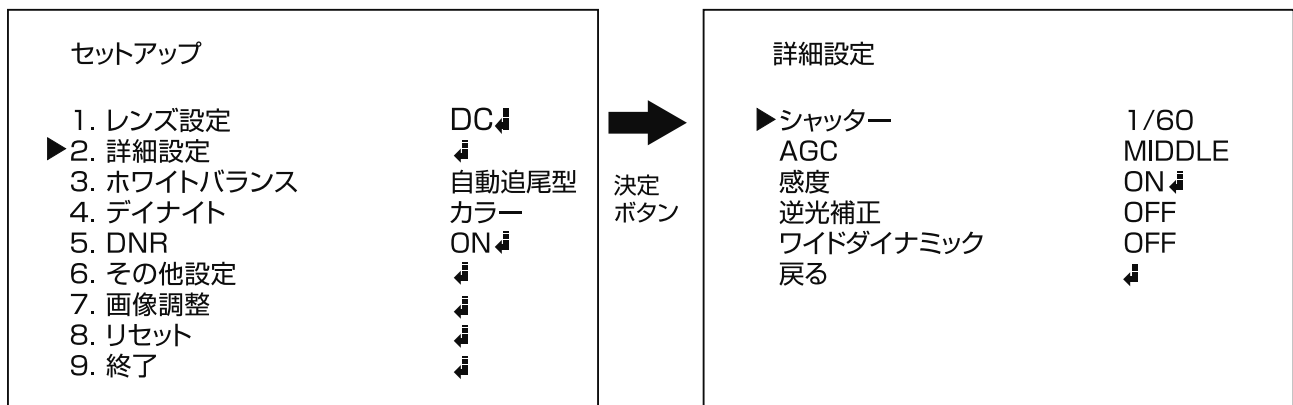 セットアップ
1. レンズ設定 DC↲
▶2. 詳細設定 ↲
3. ホワイトバランス 自動追尾型
4. デイナイト カラー
5. DNR ON↲
6. その他設定 ↲
7. 画像調整 ↲
8. リセット ↲
9. 終了 ↲
決定
ボタン
詳細設定
▶シャッター 1/60
AGC MIDDLE
感度 ON↲
逆光補正 OFF
ワイドダイナミック OFF
戻る ↲